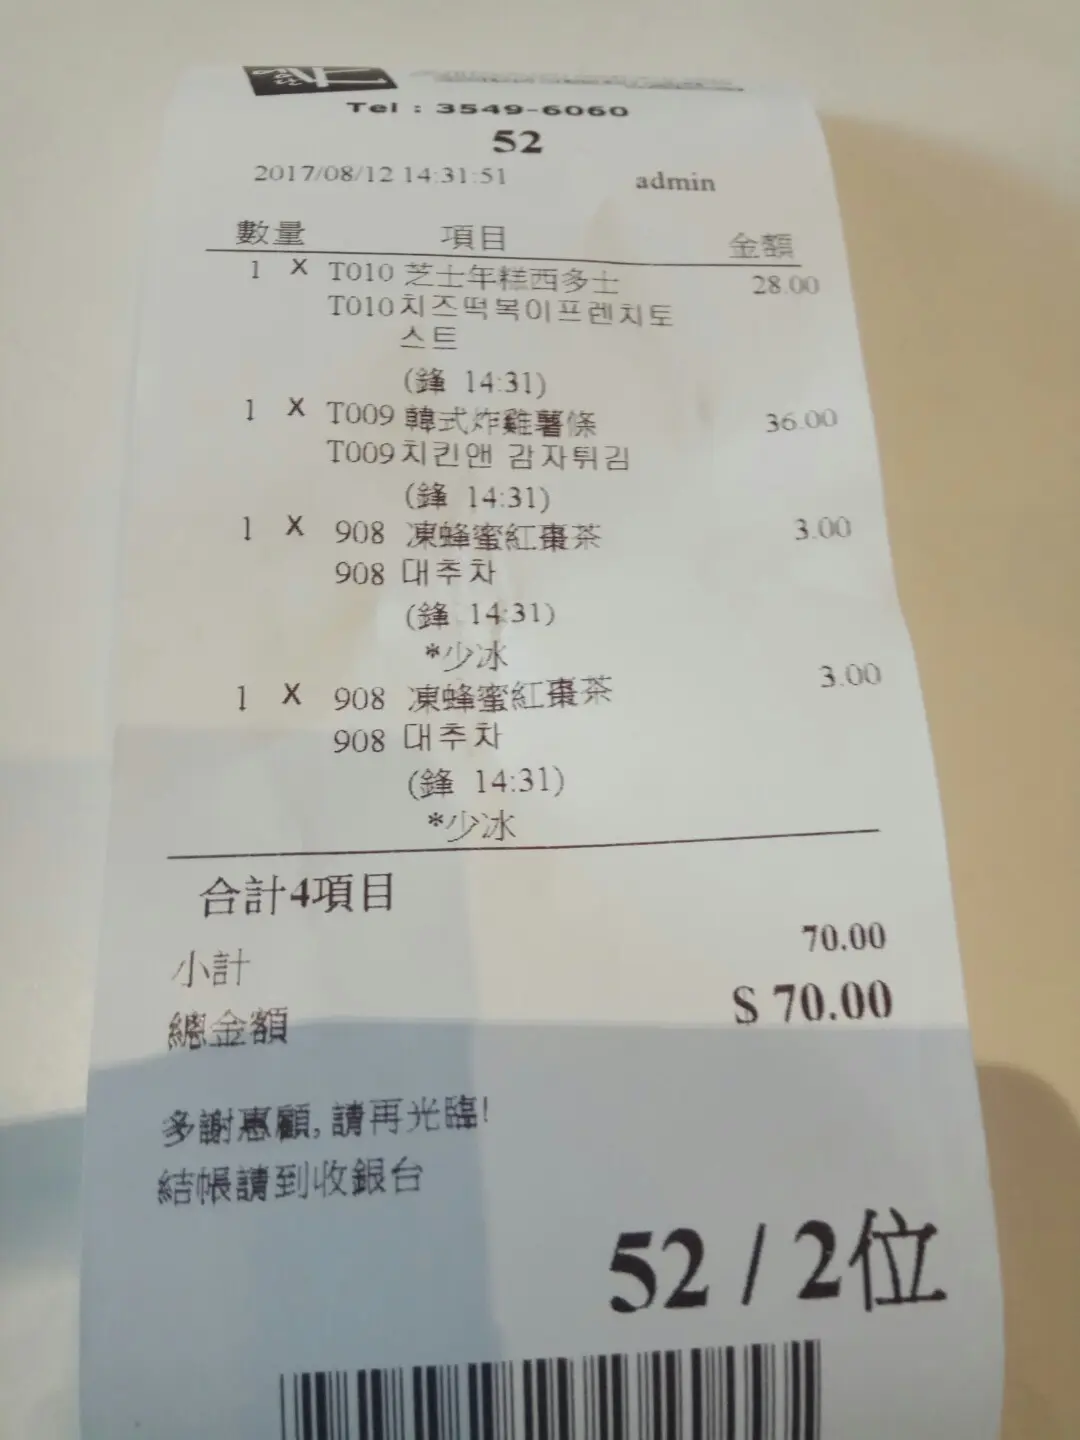 Tel : 3549-6060
52
2017/08/12 14:31:51 admin
數量 項目 金額
1 X T010 芝士年糕西多士 28.00
T010 치즈떡볶이프렌치토
스트
(鋒 14:31)
1 X T009 韓式炸雞薯條 36.00
T009 치킨앤 감자튀김
(鋒 14:31)
1 X 908 凍蜂蜜紅棗茶 3.00
908 대추차
(鋒 14:31)
*少冰
1 X 908 凍蜂蜜紅棗茶 3.00
908 대추차
(鋒 14:31)
*少冰
合計4項目
小計 70.00
總金額 $ 70.00
多謝惠顧, 請再光臨!
結帳請到收銀台
52 / 2位